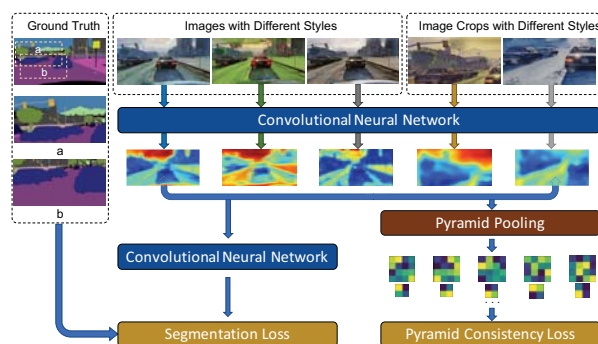 Ground Truth
Images with Different Styles
Image Crops with Different Styles
a
b
Convolutional Neural Network
a
b
Pyramid Pooling
Convolutional Neural Network
...
Segmentation Loss
Pyramid Consistency Loss